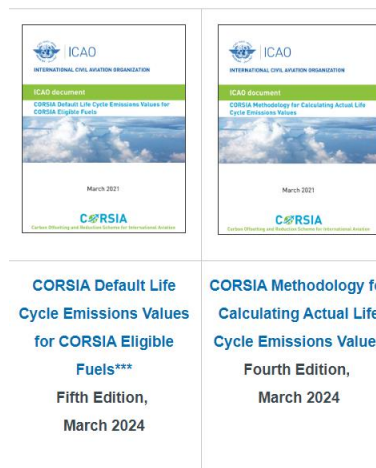 ICAO
INTERNATIONAL CIVIL AVIATION ORGANIZATION
ICAO document
CORSIA Default Life Cycle Emissions Values for
CORSIA Eligible Fuels
March 2021
CORSIA
Carbon Offsetting and Reduction Scheme for International Aviation
CORSIA Default Life
Cycle Emissions Values
for CORSIA Eligible
Fuels***
Fifth Edition,
March 2024
ICAO
INTERNATIONAL CIVIL AVIATION ORGANIZATION
ICAO document
CORSIA Methodology for Calculating Actual Life
Cycle Emissions Values
March 2021
CORSIA
Carbon Offsetting and Reduction Scheme for International Aviation
CORSIA Methodology f
Calculating Actual Life
Cycle Emissions Value
Fourth Edition,
March 2024